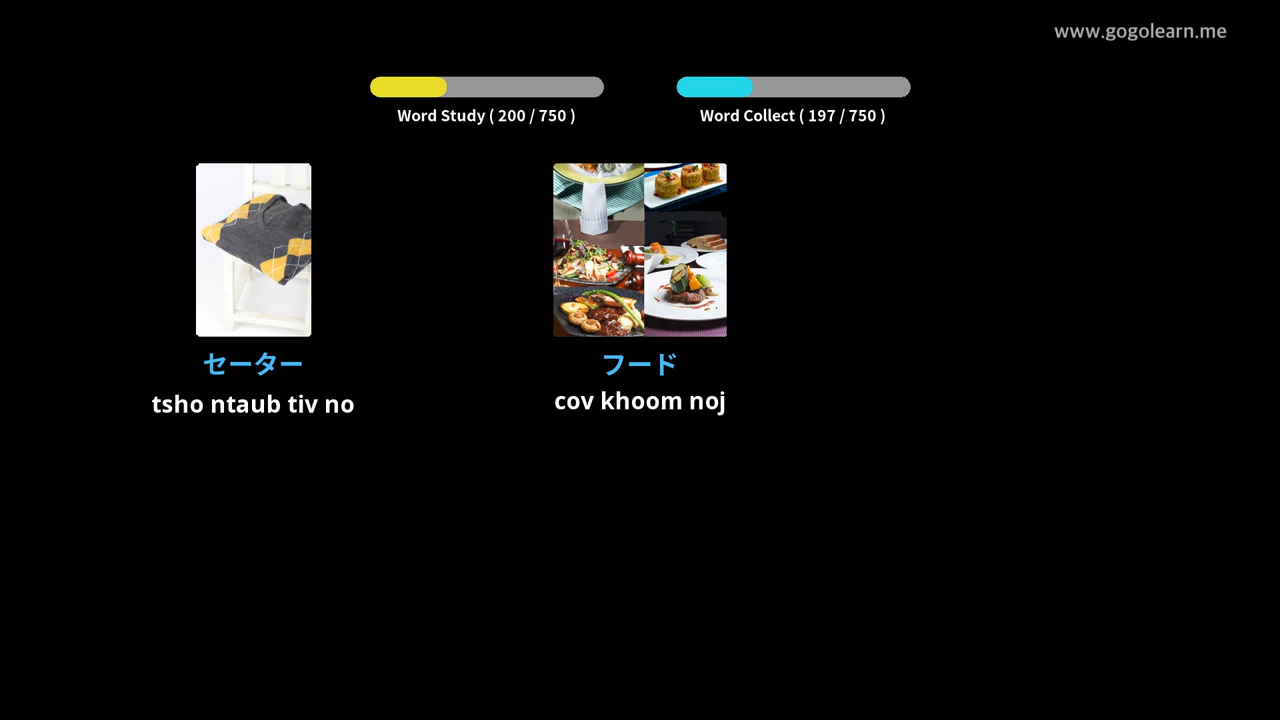 www.gogolearn.me
Word Study ( 200 / 750 )
Word Collect ( 197 / 750 )
セーター
tsho ntaub tiv no
フード
cov khoom noj